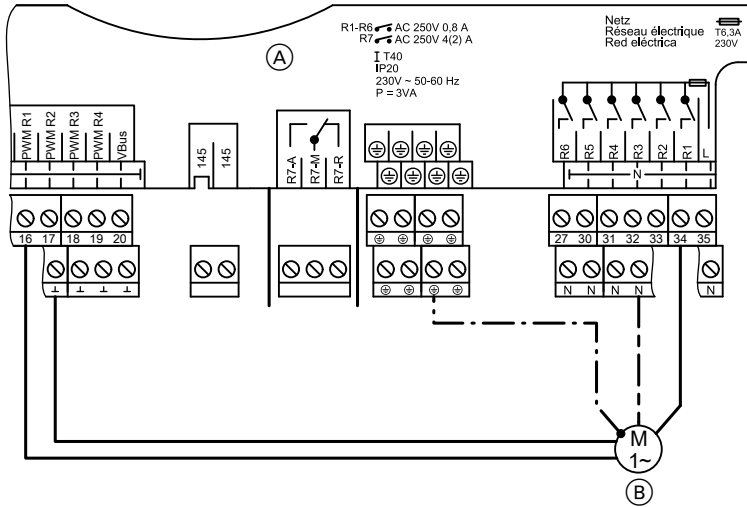 R1-R6 AC 250V 0,8 A
R7 AC 250V 4(2) A
T40
IP20
230V ~ 50-60 Hz
P = 3VA
Netz
Réseau électrique
Red eléctrica
T6,3A
230V
A
PWM R1
PWM R2
PWM R3
PWM R4
VBus
145
145
R7-A
R7-M
R7-R
R6
R5
R4
R3
R2
R1
L
N
16 17 18 19 20
27 30 31 32 33 34 35
N N N N N
M
1~
B